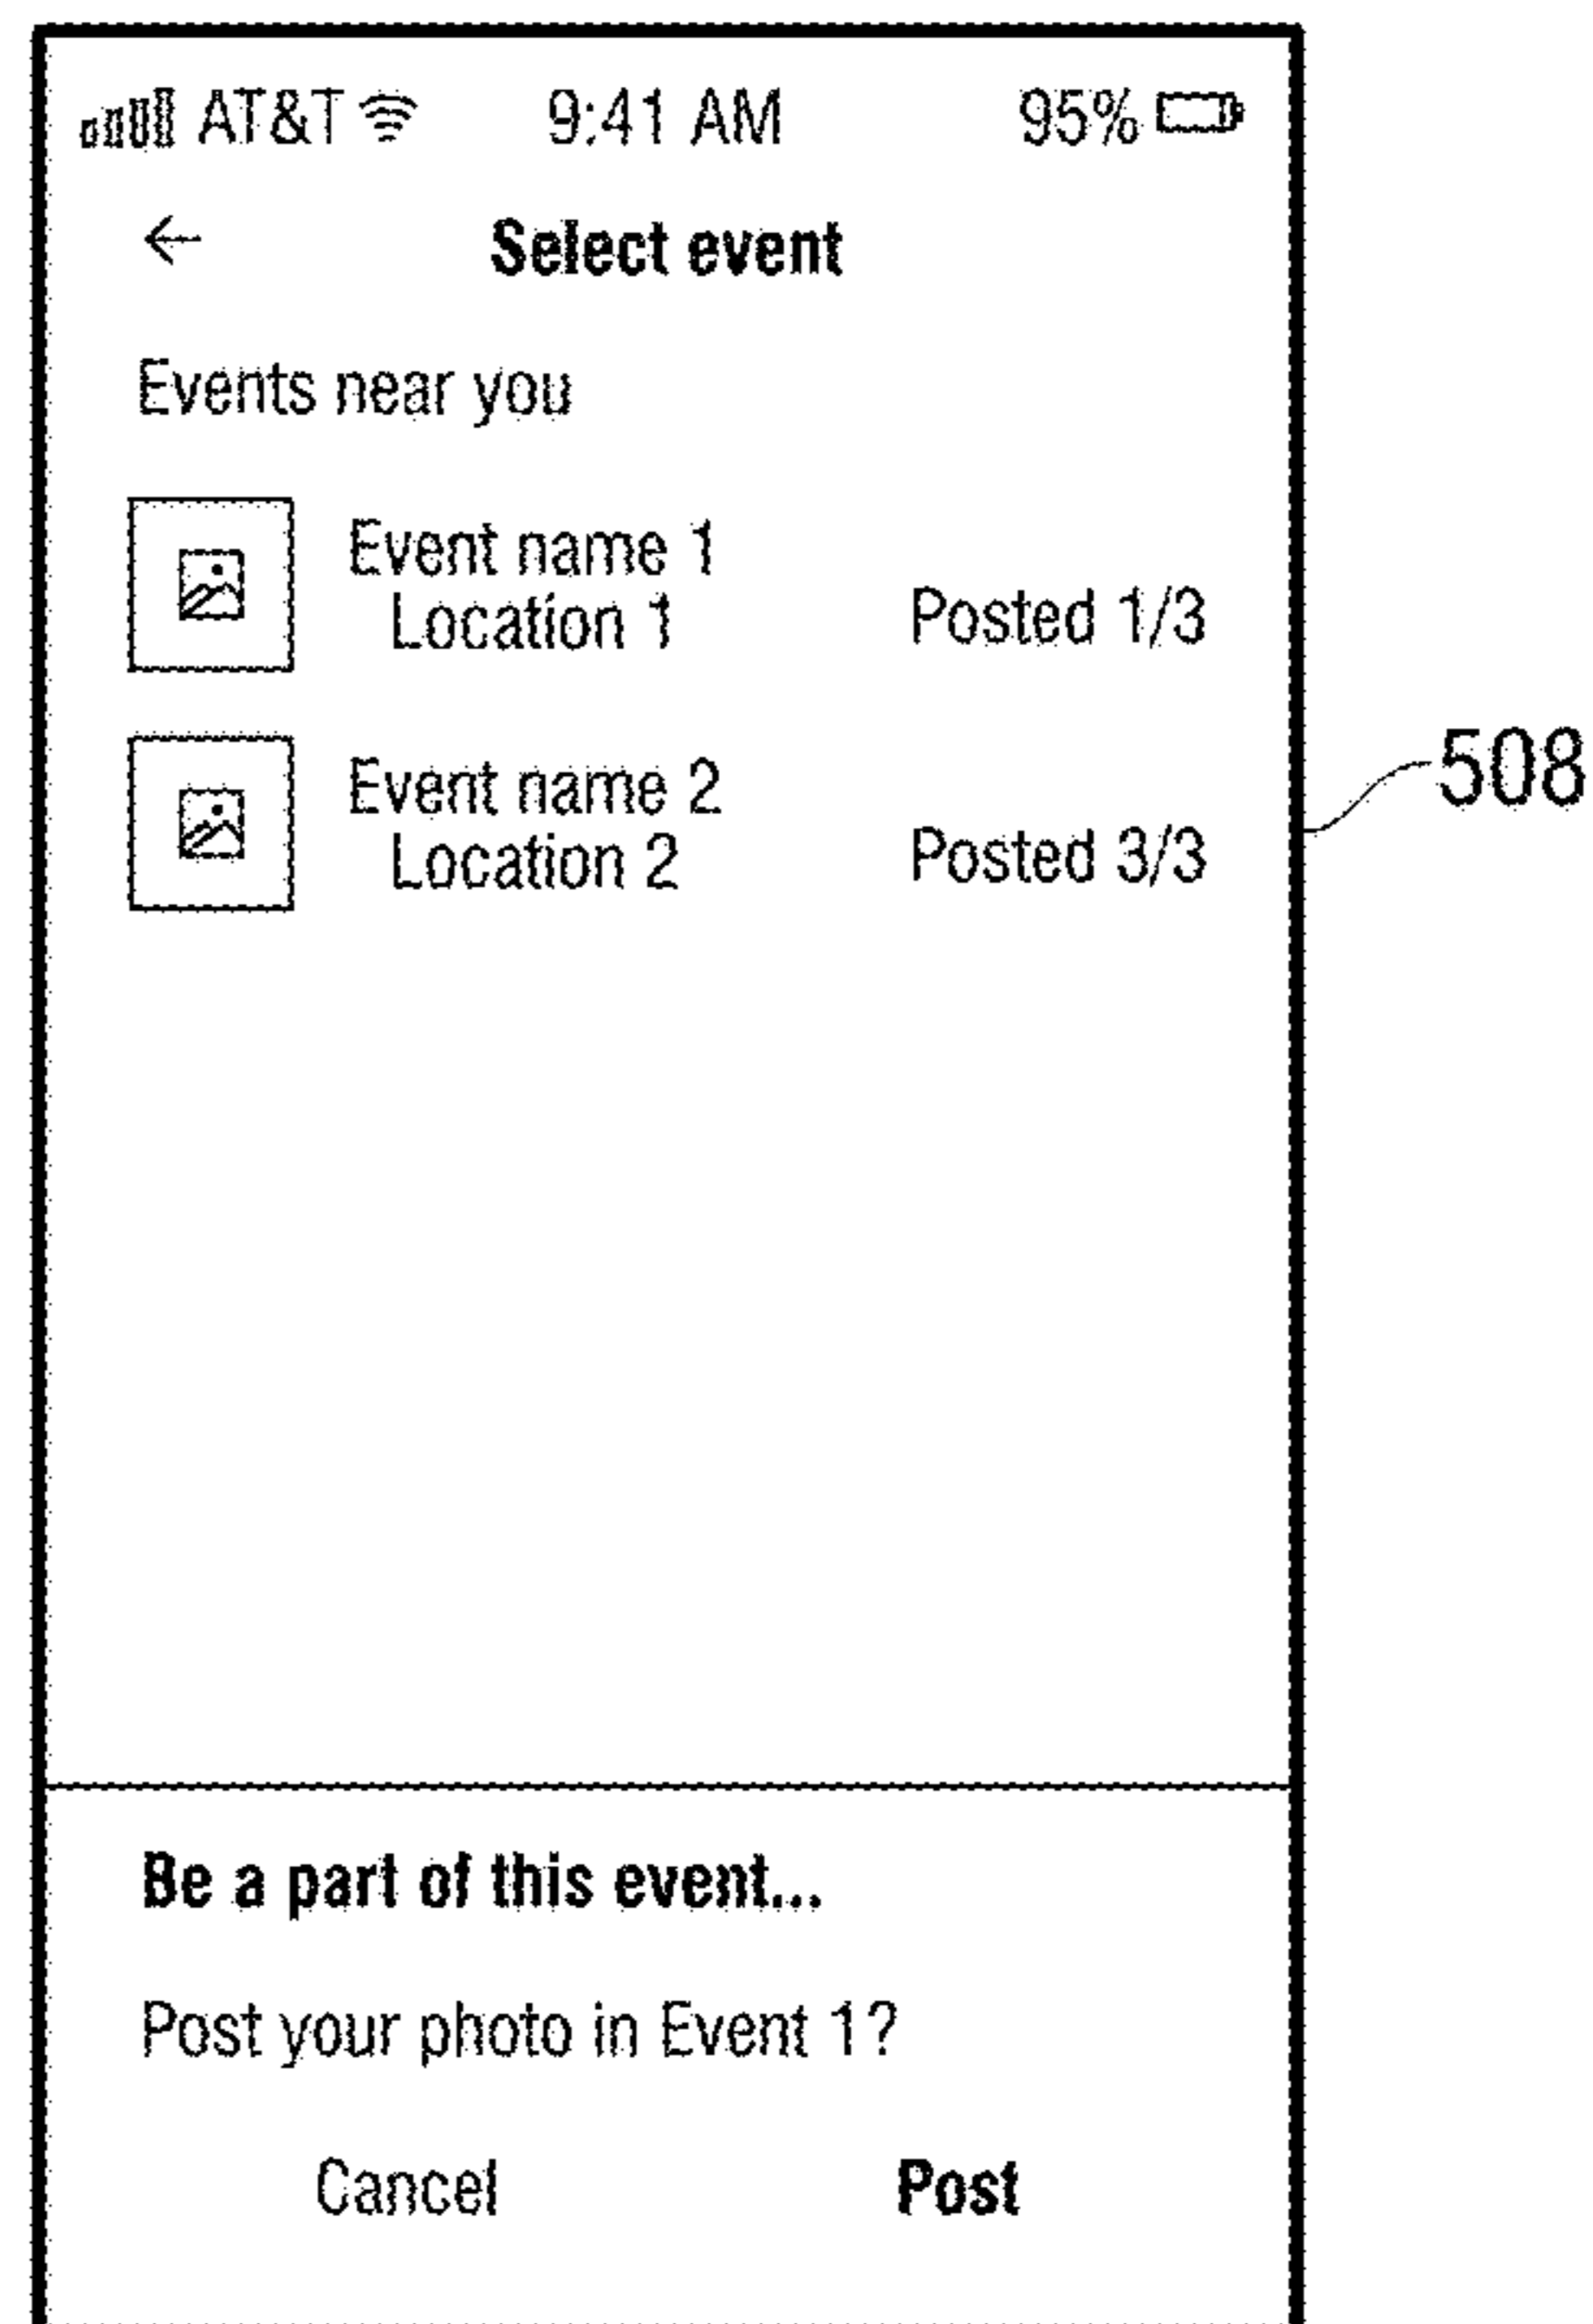 AT&T 9:41 AM 95%
Select event
Events near you
Event name 1
Location 1 Posted 1/3
508
Event name 2
Location 2 Posted 3/3
Be a part of this event...
Post your photo in Event 1?
Cancel Post